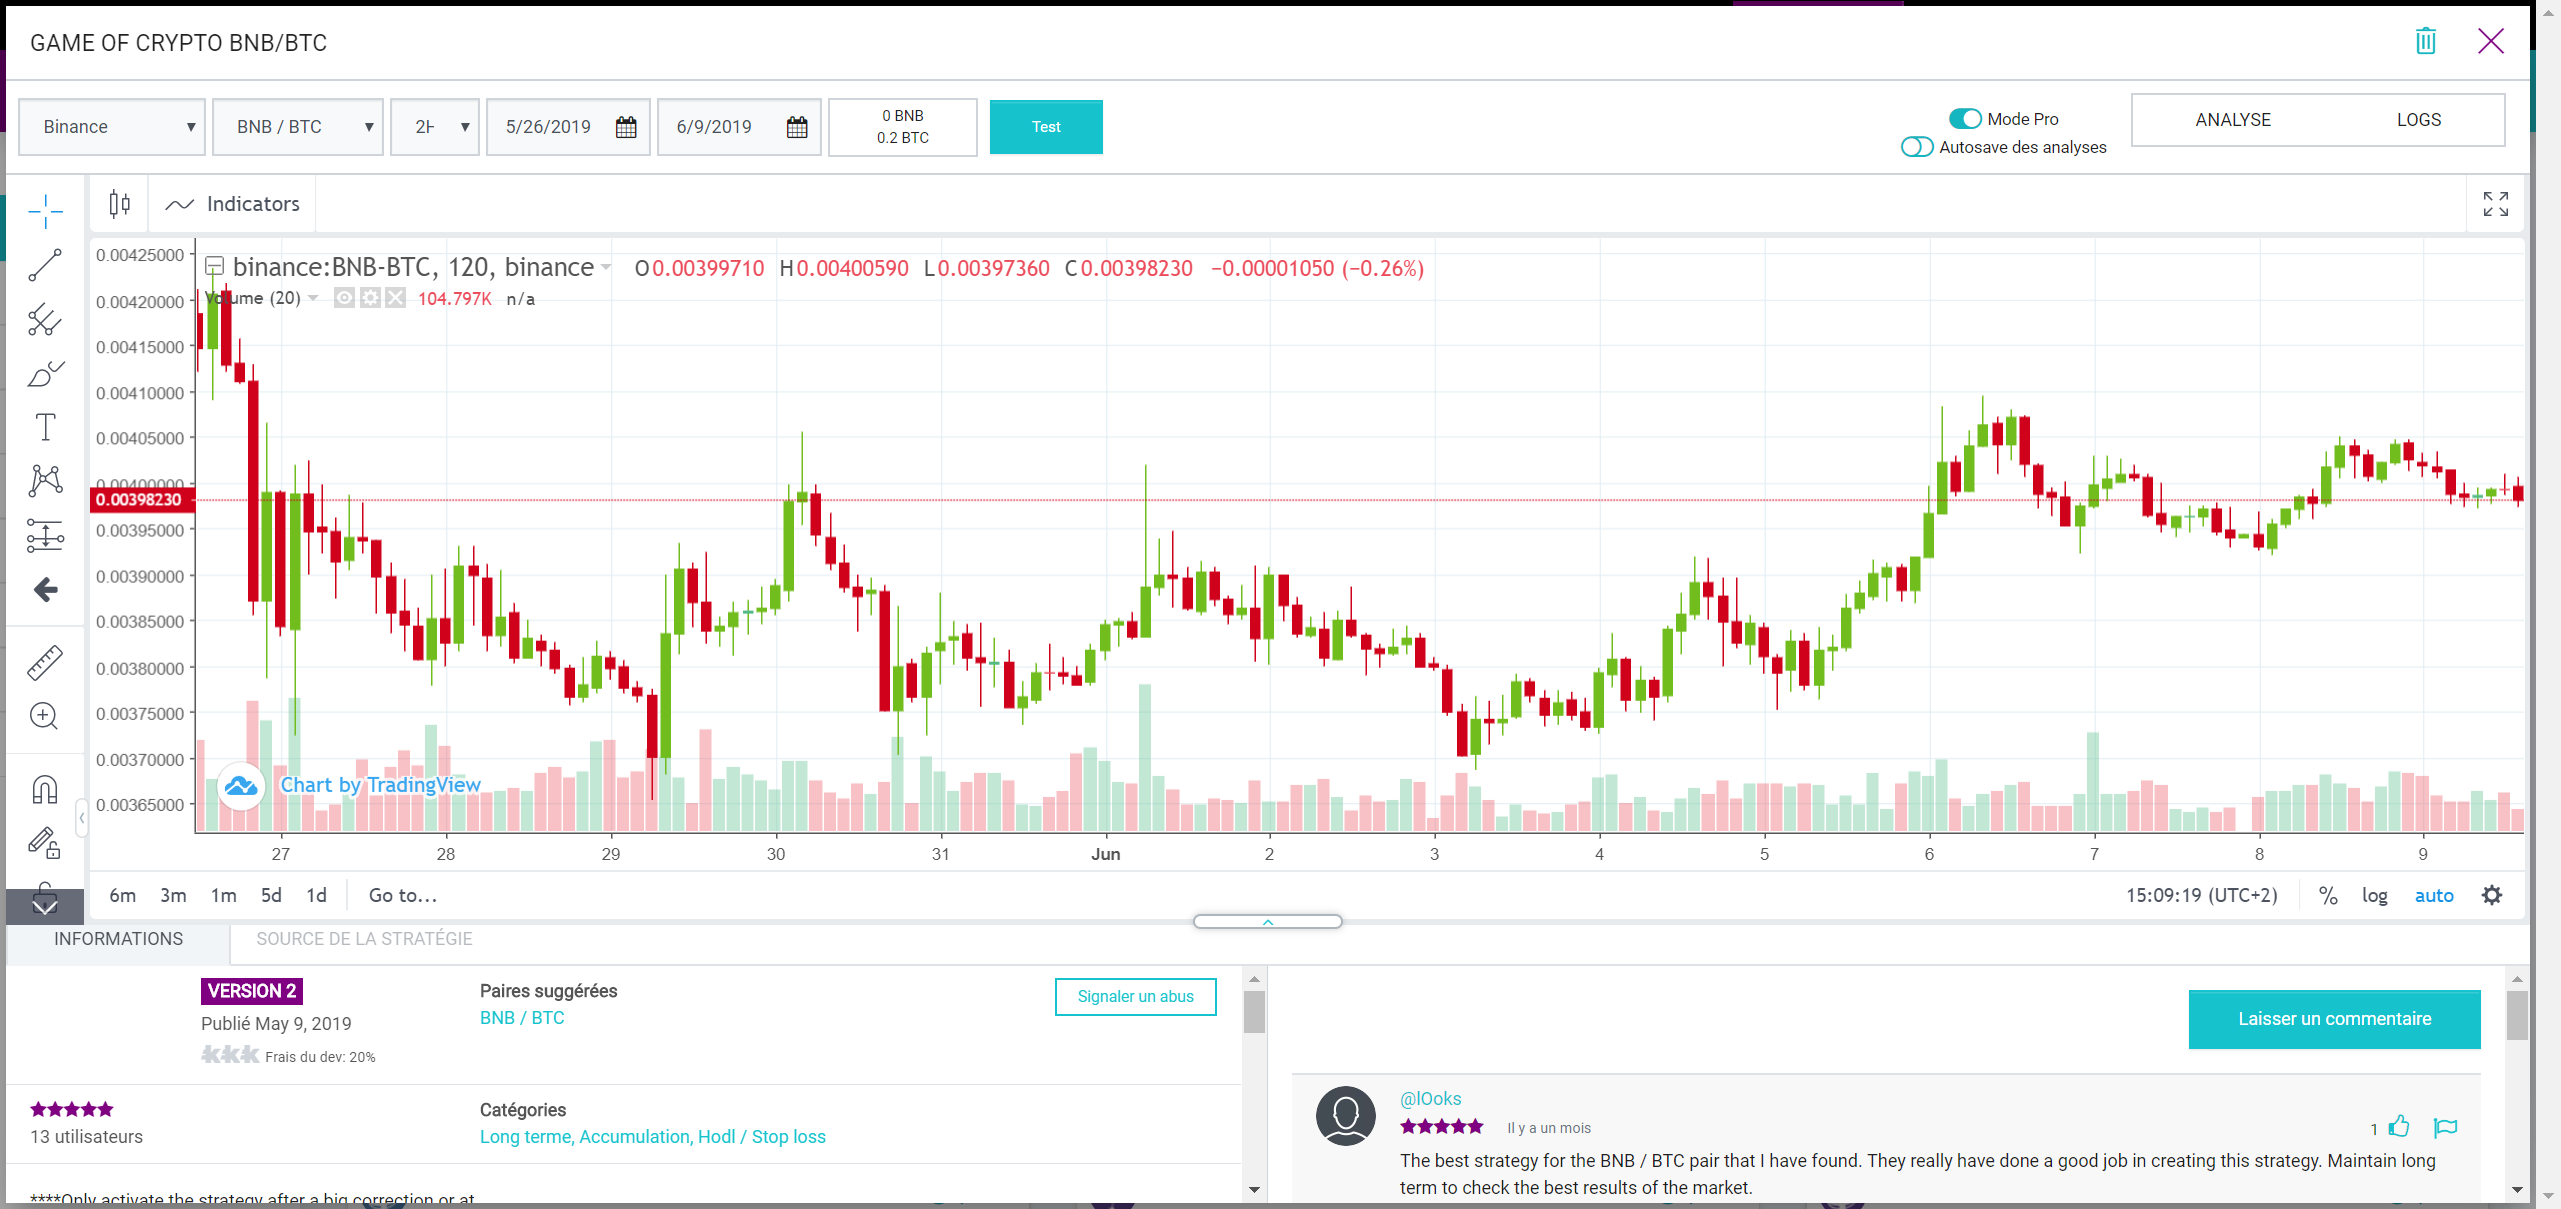 GAME OF CRYPTO BNB/BTC
Binance
BNB / BTC
2H
5/26/2019
6/9/2019
0 BNB
0.2 BTC
Test
Mode Pro
Autosave des analyses
ANALYSE
LOGS
Indicators
binance:BNB-BTC, 120, binance O0.00399710 H0.00400590 L0.00397360 C0.00398230 −0.00001050 (−0.26%)
Volume (20) 104.797K n/a
0.00425000
0.00420000
0.00415000
0.00410000
0.00405000
0.00400000
0.00398230
0.00395000
0.00390000
0.00385000
0.00380000
0.00375000
0.00370000
0.00365000
Chart by TradingView
27 28 29 30 31 Jun 2 3 4 5 6 7 8 9
6m 3m 1m 5d 1d Go to...
15:09:19 (UTC+2) % log auto
INFORMATIONS
SOURCE DE LA STRATÉGIE
VERSION 2
Publié May 9, 2019
Frais du dev: 20%
Paires suggérées
BNB / BTC
Signaler un abus
13 utilisateurs
Catégories
Long terme, Accumulation, Hodl / Stop loss
****Only activate the strategy after a big correction or at
Laisser un commentaire
@lOoks
Il y a un mois
1
The best strategy for the BNB / BTC pair that I have found. They really have done a good job in creating this strategy. Maintain long
term to check the best results of the market.